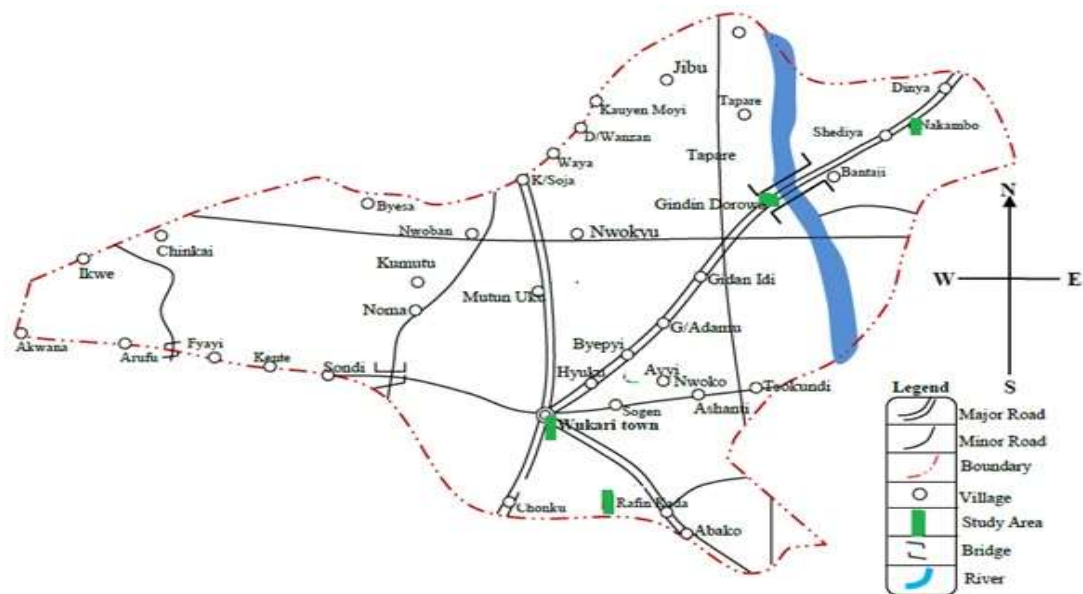 Jibu
Dinya
Kauyen Moyi
Tapare
Nakambo
D/Wanzan
Shediya
Waya
Tapare
Bantaji
K/Soja
N
Byesa
Gindin Dorowa
Nwoban
Nwokyu
Chinkai
Ikwe
Kumutu
Gidan Idi
W
E
Mutun Uku
Noma
G/Adamu
Akwana
Arufu
Fyayi
Byepyi
Kente
Sondi
Ayyi
Hyuku
Nwoko
Tsokundi
S
Legend
Sogen
Ashanti
Major Road
Wukari town
Minor Road
Boundary
Village
Chonku
Rafin Kada
Study Area
Abako
Bridge
River